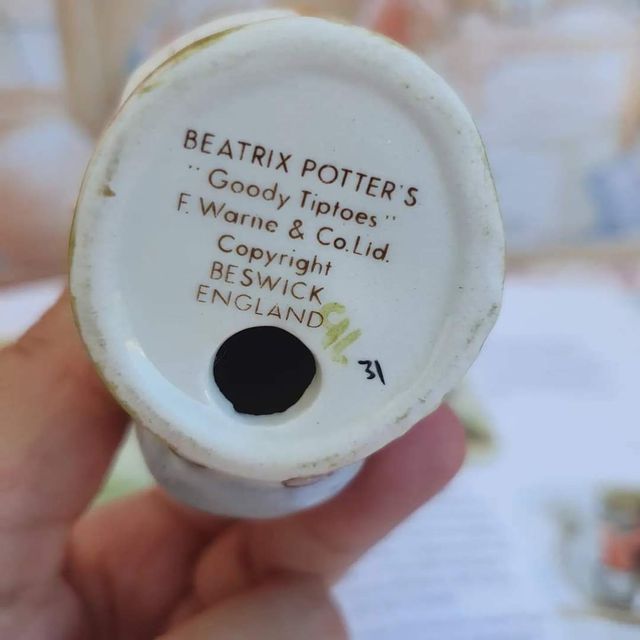 BEATRIX POTTER'S
"Goody Tiptoes"
F. Warne & Co.Ltd.
Copyright
BESWICK
ENGLAND
31